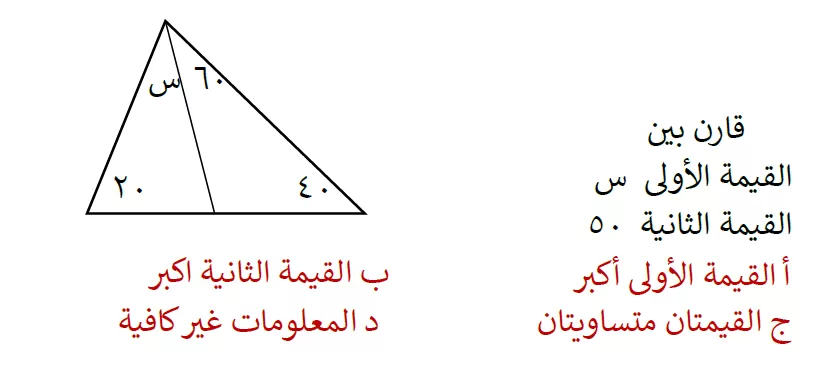 س ٦٠
٢٠ ٤٠
قارن بين
القيمة الأولى س
القيمة الثانية ٥٠
أ القيمة الأولى أكبر
ب القيمة الثانية اكبر
ج القيمتان متساويتان
د المعلومات غير كافية